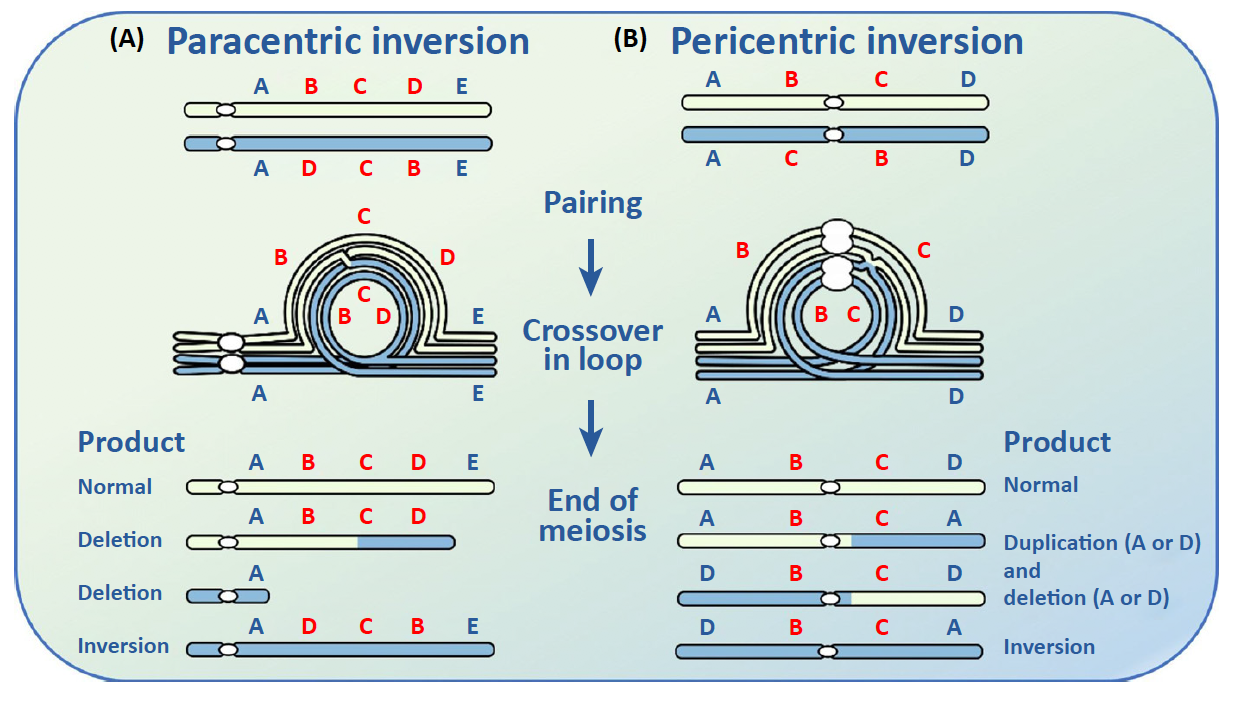 (A) Paracentric inversion
A B C D E
A D C B E
C
B D
C
B D
A E
A E
(B) Pericentric inversion
A B C D
A C B D
B C
B C
A D
A D
Pairing
Crossover
in loop
End of
meiosis
Product
A B C D E
Normal
A B C D
Deletion
A
Deletion
A D C B E
Inversion
Product
A B C D
Normal
A B C A
Duplication (A or D)
and
D B C D
deletion (A or D)
D B C A
Inversion